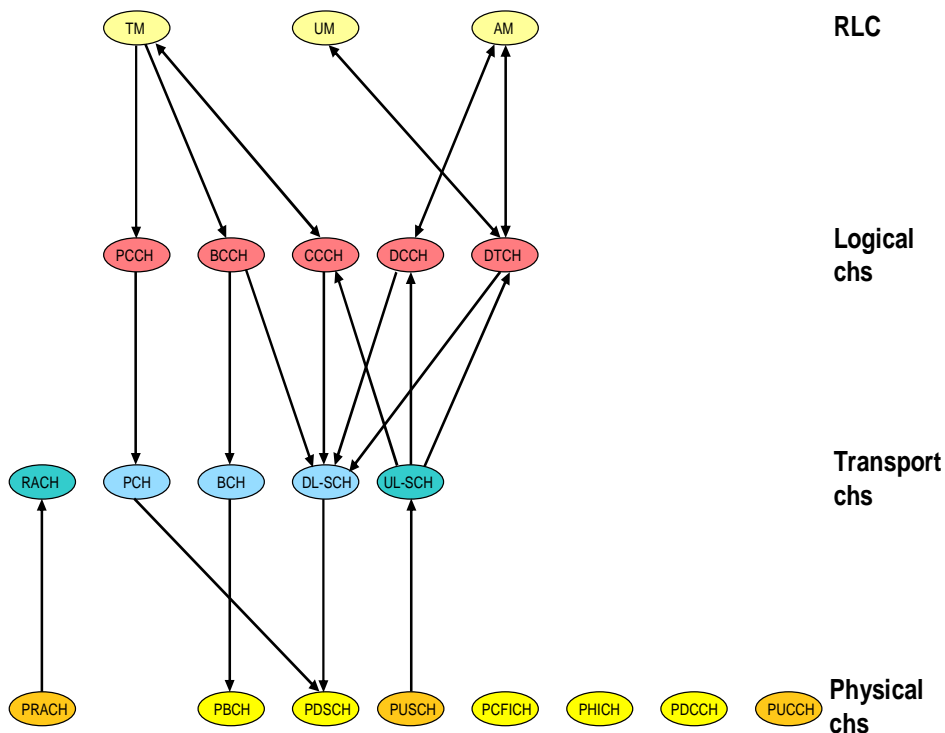 TM UM AM RLC
PCCH BCCH CCCH DCCH DTCH Logical
chs
RACH PCH BCH DL-SCH UL-SCH Transport
chs
PRACH PBCH PDSCH PUSCH PCFICH PHICH PDCCH PUCCH Physical
chs